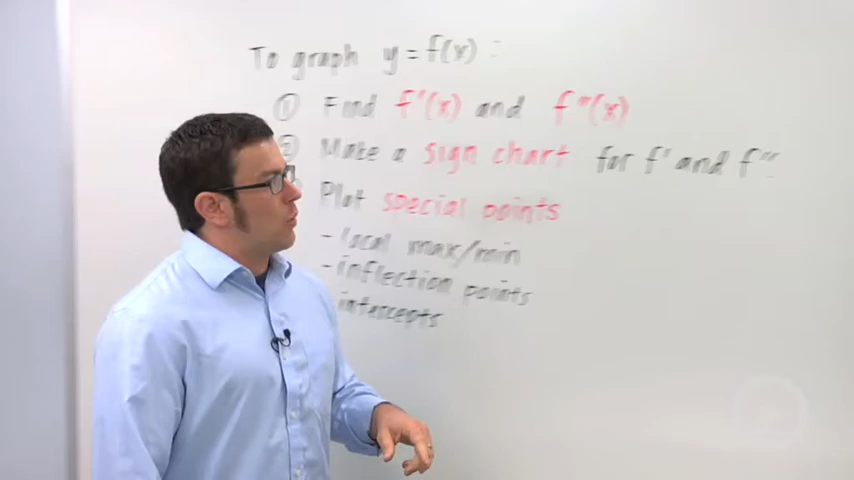 To graph y = f(x) :
① Find f'(x) and f"(x)
② Make a sign chart for f' and f".
Plot special points
- local max/min
- inflection points
intercepts